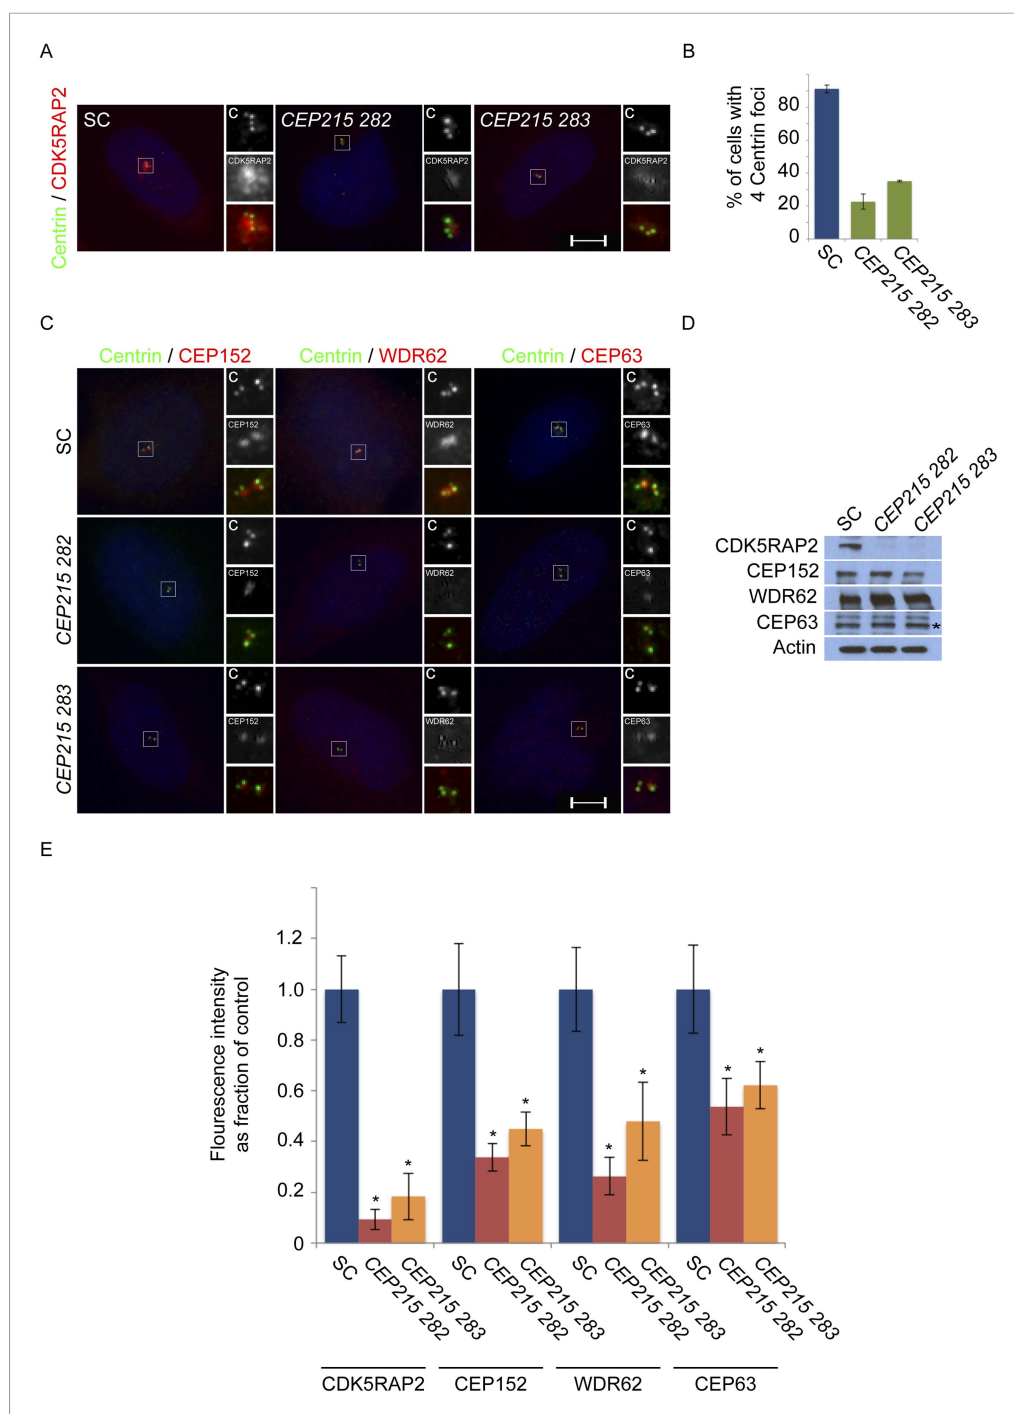 A
Centrin / CDK5RAP2
SC
C
CDK5RAP2
CEP215 282
C
CDK5RAP2
CEP215 283
C
CDK5RAP2
B
% of cells with
4 Centrin foci
80
60
40
20
0
SC
CEP215 282
CEP215 283
C
Centrin / CEP152
Centrin / WDR62
Centrin / CEP63
SC
C
CEP152
C
WDR62
C
CEP63
CEP215 282
C
CEP152
C
WDR62
C
CEP63
CEP215 283
C
CEP152
C
WDR62
C
CEP63
D
SC
CEP215 282
CEP215 283
CDK5RAP2
CEP152
WDR62
CEP63
*
Actin
E
Flourescence intensity
as fraction of control
1.2
1.0
0.8
0.6
0.4
0.2
0
* * * * * * * *
SC
CEP215 282
CEP215 283
SC
CEP215 282
CEP215 283
SC
CEP215 282
CEP215 283
SC
CEP215 282
CEP215 283
CDK5RAP2
CEP152
WDR62
CEP63